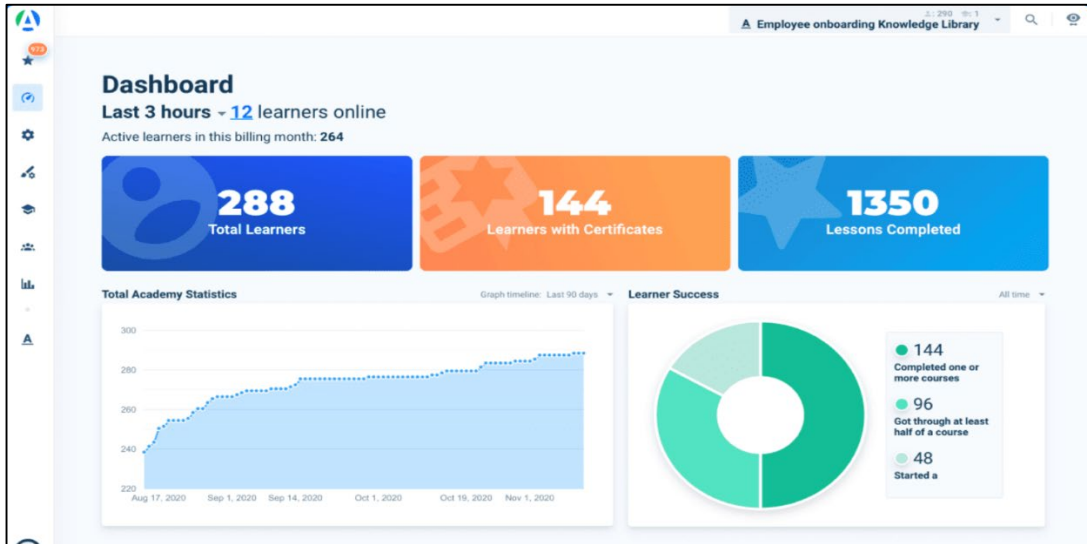 290 1
A Employee onboarding Knowledge Library
973
Dashboard
Last 3 hours 12 learners online
Active learners in this billing month: 264
288
Total Learners
144
Learners with Certificates
1350
Lessons Completed
Total Academy Statistics
Graph timeline: Last 90 days
Learner Success
All time
300
280
260
240
220
Aug 17, 2020 Sep 1, 2020 Sep 14, 2020 Oct 1, 2020 Oct 19, 2020 Nov 1, 2020
144
Completed one or
more courses
96
Got through at least
half of a course
48
Started a
A